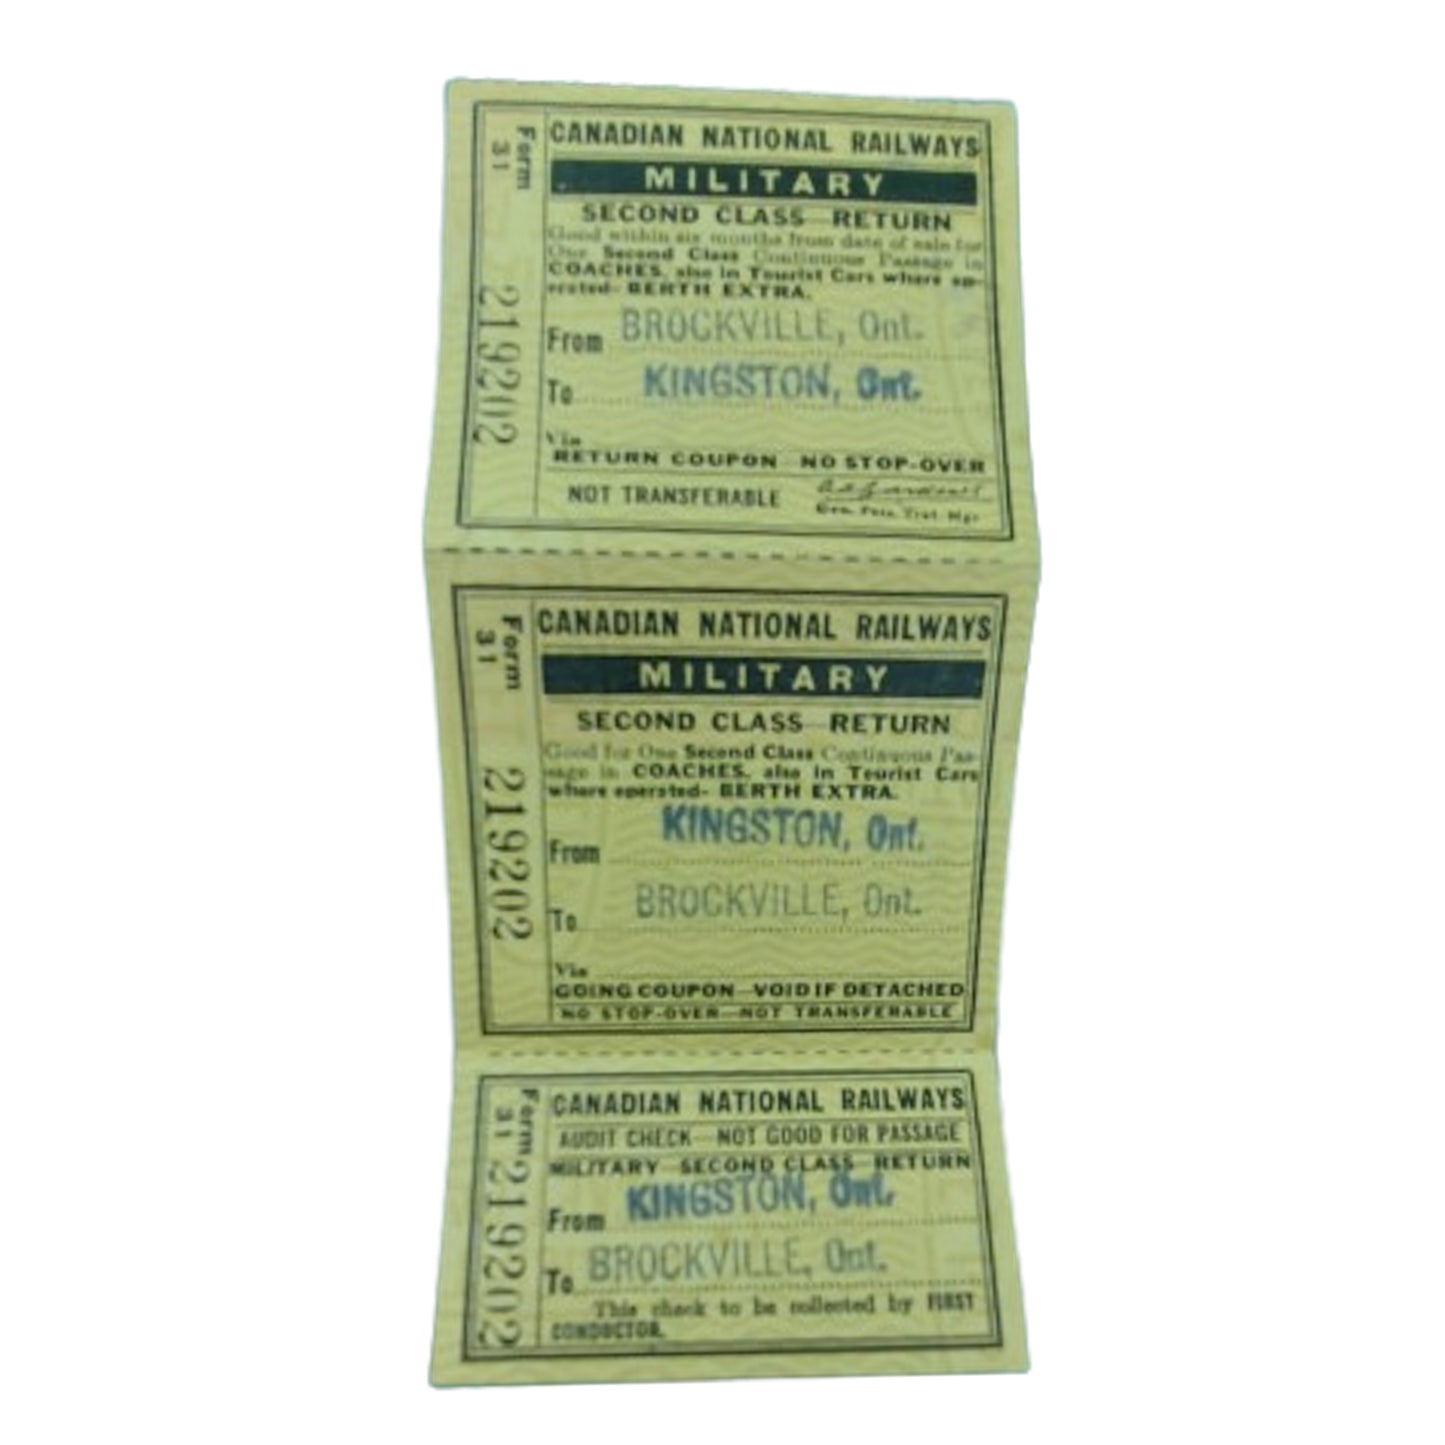 Form
31
219202
CANADIAN NATIONAL RAILWAYS
MILITARY
SECOND CLASS RETURN
Good within six months from date of sale for
One Second Class Continuous Passage in
COACHES, also in Tourist Cars where op-
erated- BERTH EXTRA.
From BROCKVILLE, Ont.
To KINGSTON, Ont.
Via
RETURN COUPON NO STOP-OVER
NOT TRANSFERABLE
Gen. Pass. Traf. Mgr.
Form
31
219202
CANADIAN NATIONAL RAILWAYS
MILITARY
SECOND CLASS RETURN
Good for One Second Class Continuous Pas-
sage in COACHES, also in Tourist Cars
where operated- BERTH EXTRA.
From KINGSTON, Ont.
To BROCKVILLE, Ont.
Via
GOING COUPON—VOID IF DETACHED
NO STOP-OVER—NOT TRANSFERABLE
Form
31
219202
CANADIAN NATIONAL RAILWAYS
AUDIT CHECK—NOT GOOD FOR PASSAGE
MILITARY SECOND CLASS RETURN
From KINGSTON, Ont.
To BROCKVILLE, Ont.
This check to be collected by FIRST
CONDUCTOR.